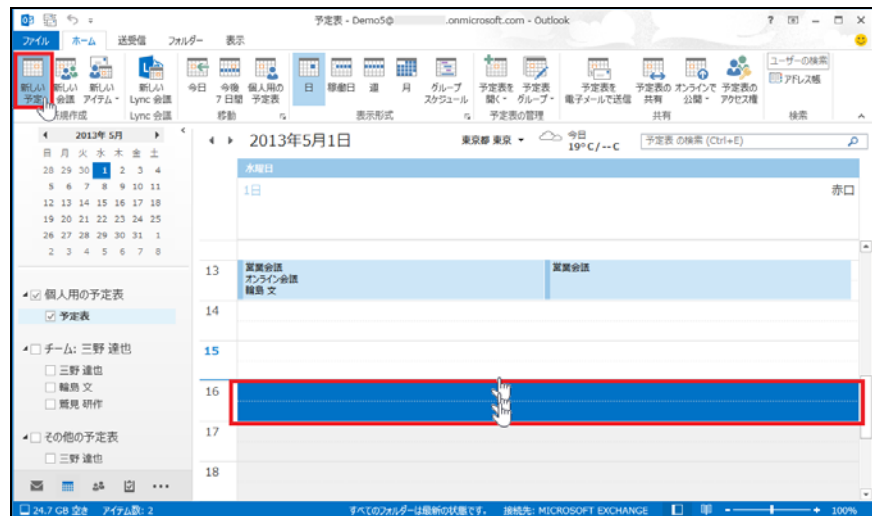 予定表 - Demo5@ .onmicrosoft.com - Outlook
ファイル ホーム 送受信 フォルダー 表示
新しい 予定
新しい 会議
新しい アイテム
新しい Lync 会議
今日
今後 7 日間
個人用の 予定表
日
稼働日
週
月
グループ スケジュール
予定表を 開く
予定表 グループ
予定表を 電子メールで送信
予定表の 共有
オンラインで 公開
予定表の アクセス権
ユーザーの検索
アドレス帳
新規作成 Lync 会議 移動 表示形式 予定表の管理 共有 検索
2013年 5月
日 月 火 水 木 金 土
28 29 30 1 2 3 4
5 6 7 8 9 10 11
12 13 14 15 16 17 18
19 20 21 22 23 24 25
26 27 28 29 30 31 1
2 3 4 5 6 7 8
個人用の予定表
予定表
チーム: 三野 達也
三野 達也
輪島 文
鷲見 研作
その他の予定表
三野 達也
2013年5月1日
東京都 東京
今日
19°C/--C
予定表 の検索 (Ctrl+E)
水曜日
1日 赤口
13
営業会議
オンライン会議
輪島 文
営業会議
14
15
16
17
18
24.7 GB 空き アイテム数: 2 すべてのフォルダーは最新の状態です。 接続先: MICROSOFT EXCHANGE 100%